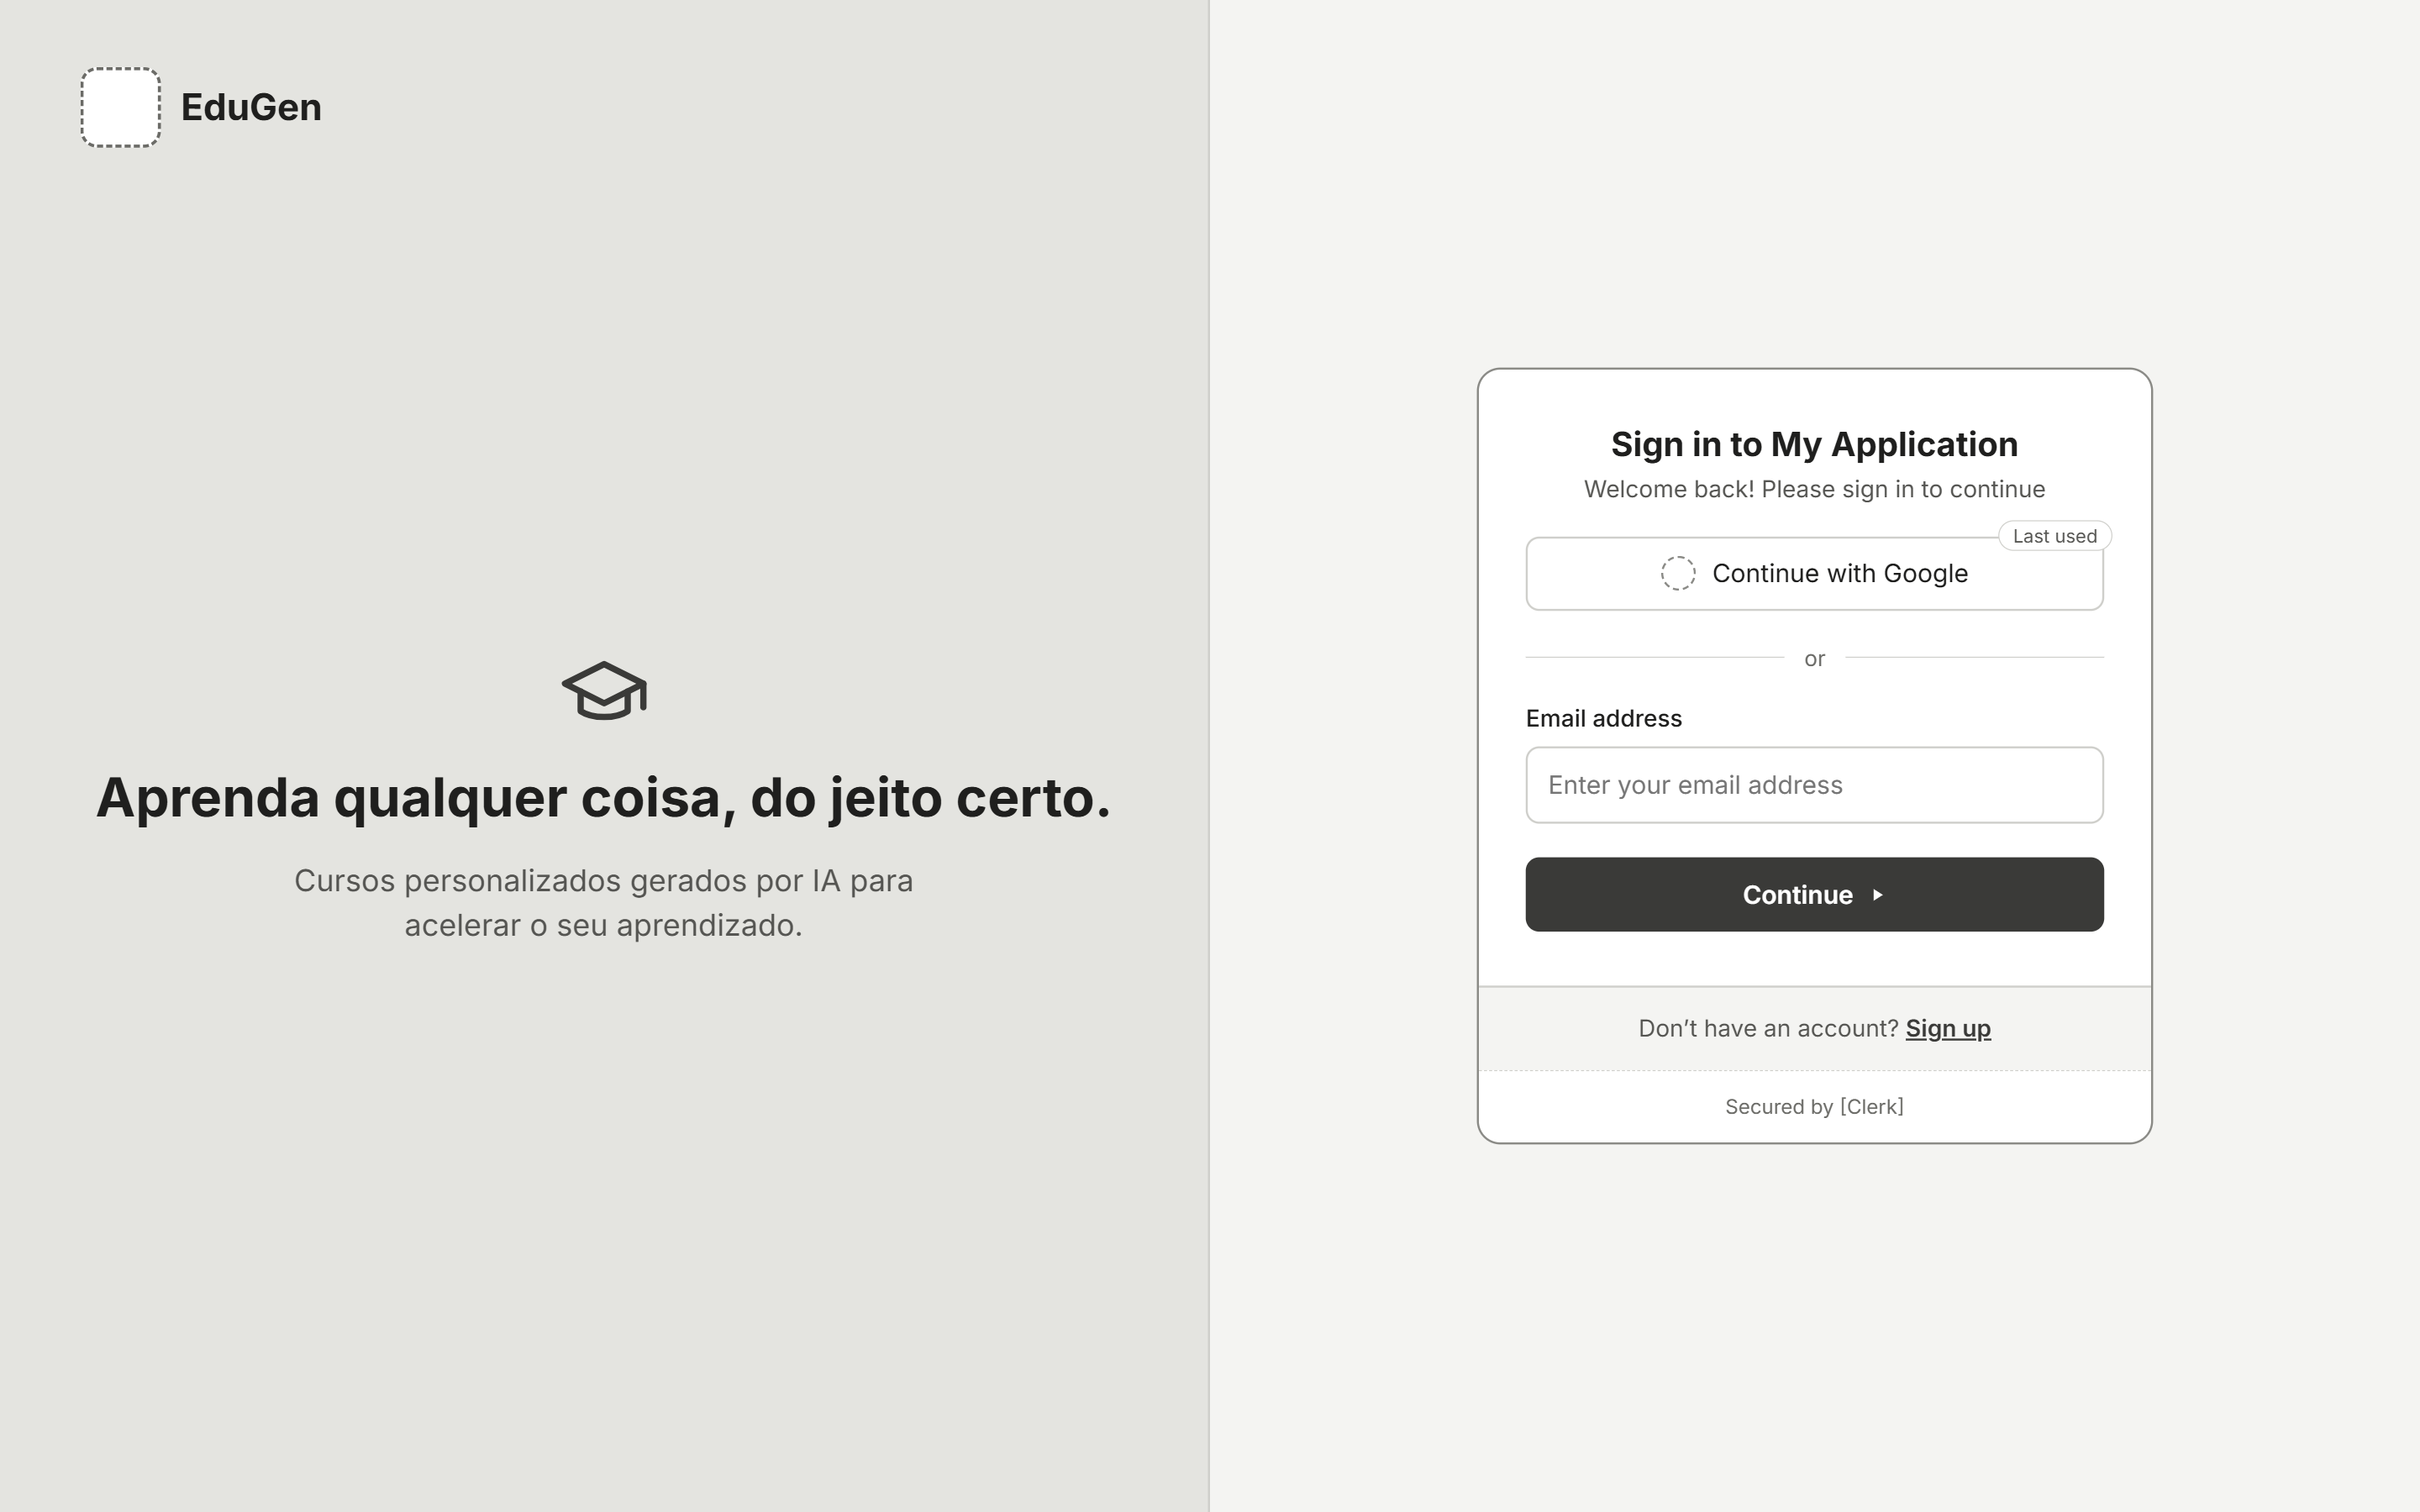 EduGen
Aprenda qualquer coisa, do jeito certo.
Cursos personalizados gerados por IA para
acelerar o seu aprendizado.
Sign in to My Application
Welcome back! Please sign in to continue
Last used
Continue with Google
or
Email address
Enter your email address
Continue
Don’t have an account? Sign up
Secured by [Clerk]